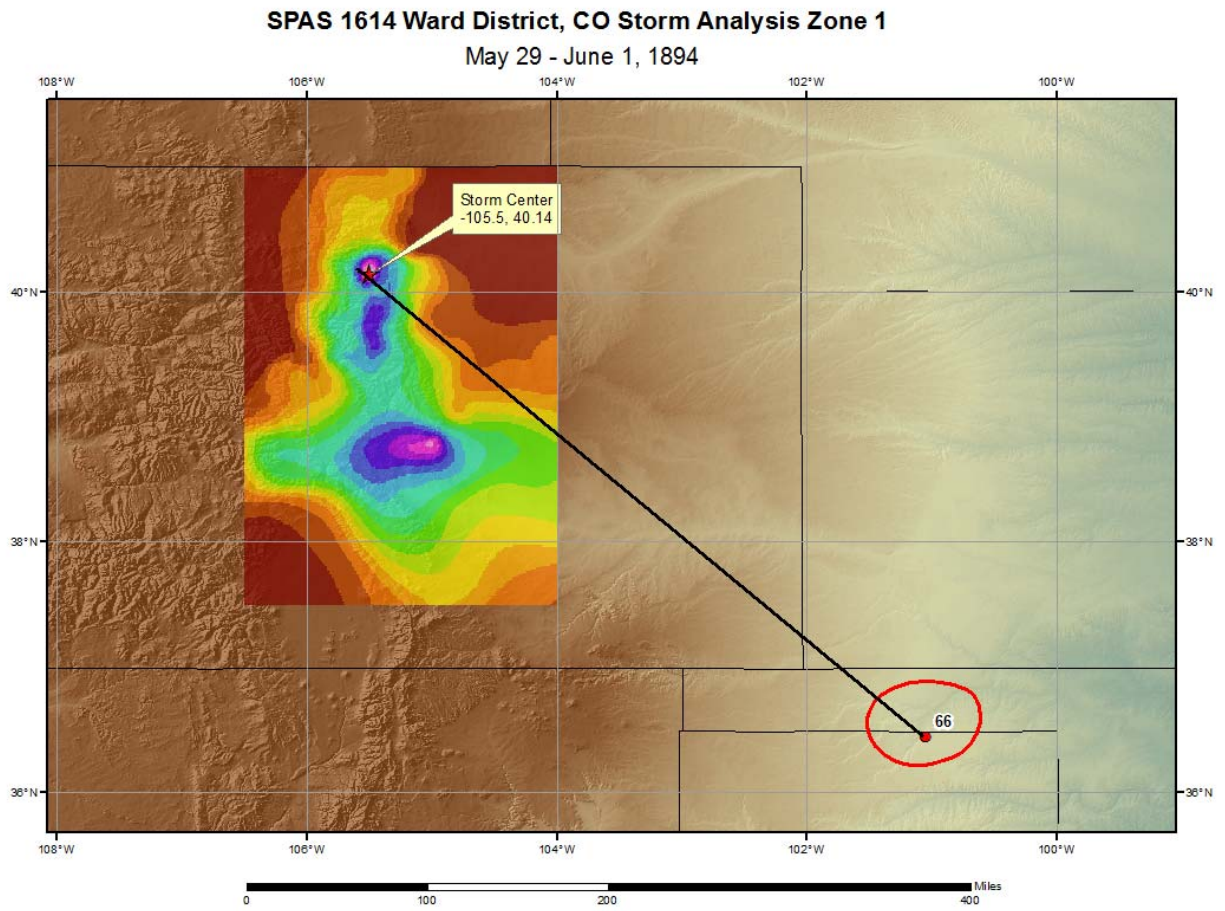 SPAS 1614 Ward District, CO Storm Analysis Zone 1
May 29 - June 1, 1894
108°W 106°W 104°W 102°W 100°W
Storm Center
-105.5, 40.14
40°N 40°N
38°N 38°N
66
36°N 36°N
108°W 106°W 104°W 102°W 100°W
Miles
0 100 200 400